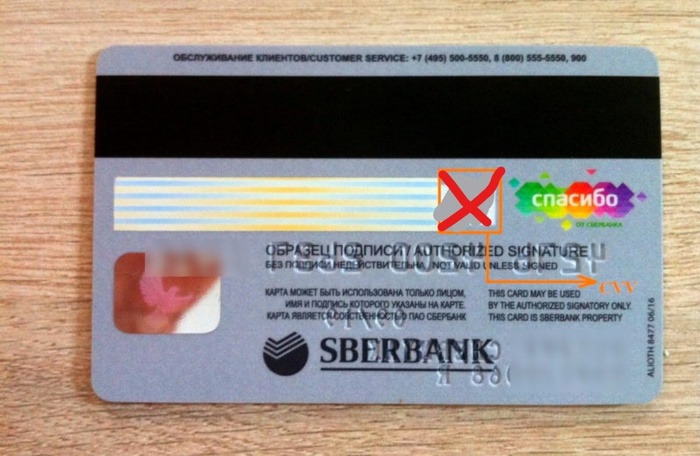 ОБСЛУЖИВАНИЕ КЛИЕНТОВ/CUSTOMER SERVICE: +7 (495) 500-5550, 8 (800) 555-5550, 900
спасибо
ОТ СБЕРБАНКА
ОБРАЗЕЦ ПОДПИСИ / AUTHORIZED SIGNATURE
БЕЗ ПОДПИСИ НЕДЕЙСТВИТЕЛЬНА / NOT VALID UNLESS SIGNED
CVV
КАРТА МОЖЕТ БЫТЬ ИСПОЛЬЗОВАНА ТОЛЬКО ЛИЦОМ,
ИМЯ И ПОДПИСЬ КОТОРОГО УКАЗАНЫ НА КАРТЕ.
КАРТА ЯВЛЯЕТСЯ СОБСТВЕННОСТЬЮ ПАО СБЕРБАНК
THIS CARD MAY BE USED
BY THE AUTHORIZED SIGNATORY ONLY.
THIS CARD IS SBERBANK PROPERTY
SBERBANK
ALIOTH 8477 06/16